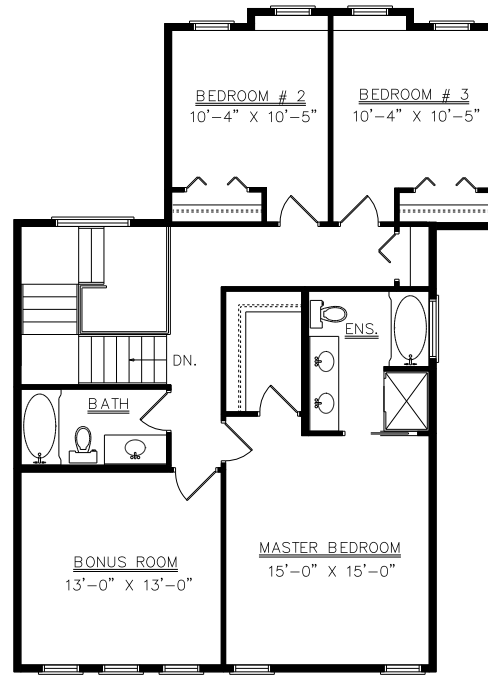 BEDROOM # 2
10'-4" X 10'-5"
BEDROOM # 3
10'-4" X 10'-5"
ENS.
DN.
BATH
MASTER BEDROOM
15'-0" X 15'-0"
BONUS ROOM
13'-0" X 13'-0"